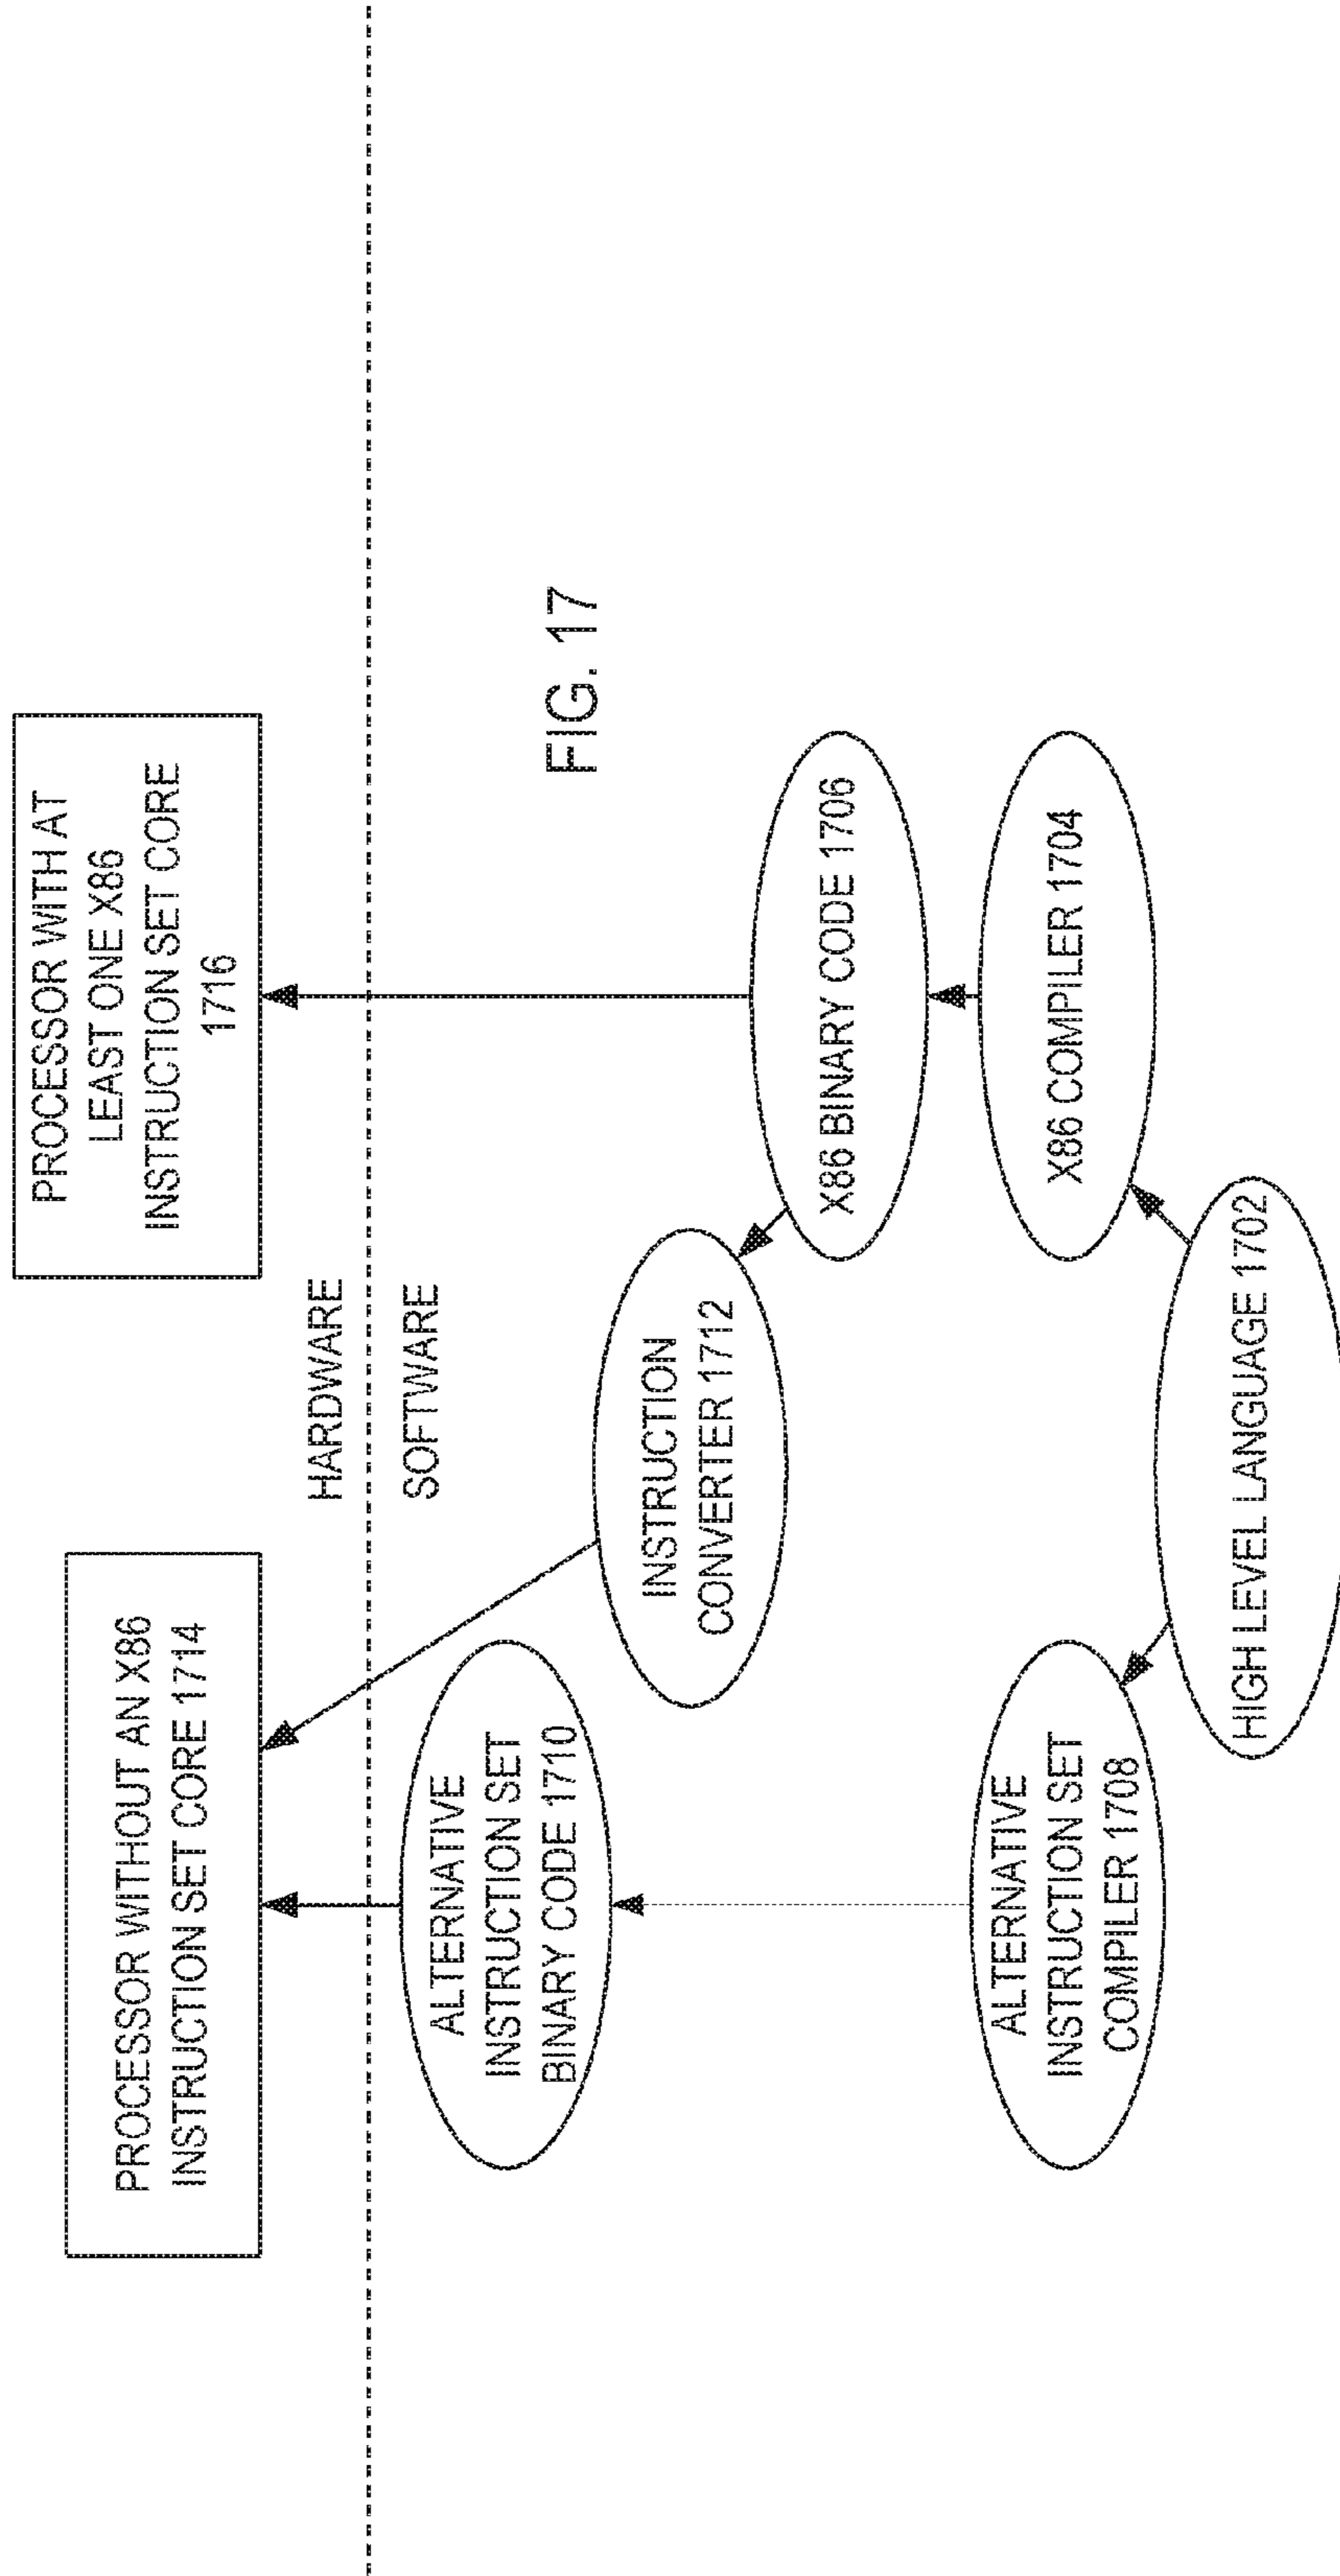 PROCESSOR WITHOUT AN X86
INSTRUCTION SET CORE 1714
PROCESSOR WITH AT
LEAST ONE X86
INSTRUCTION SET CORE
1716
HARDWARE
SOFTWARE
ALTERNATIVE
INSTRUCTION SET
BINARY CODE 1710
INSTRUCTION
CONVERTER 1712
FIG. 17
X86 BINARY CODE 1706
ALTERNATIVE
INSTRUCTION SET
COMPILER 1708
X86 COMPILER 1704
HIGH LEVEL LANGUAGE 1702